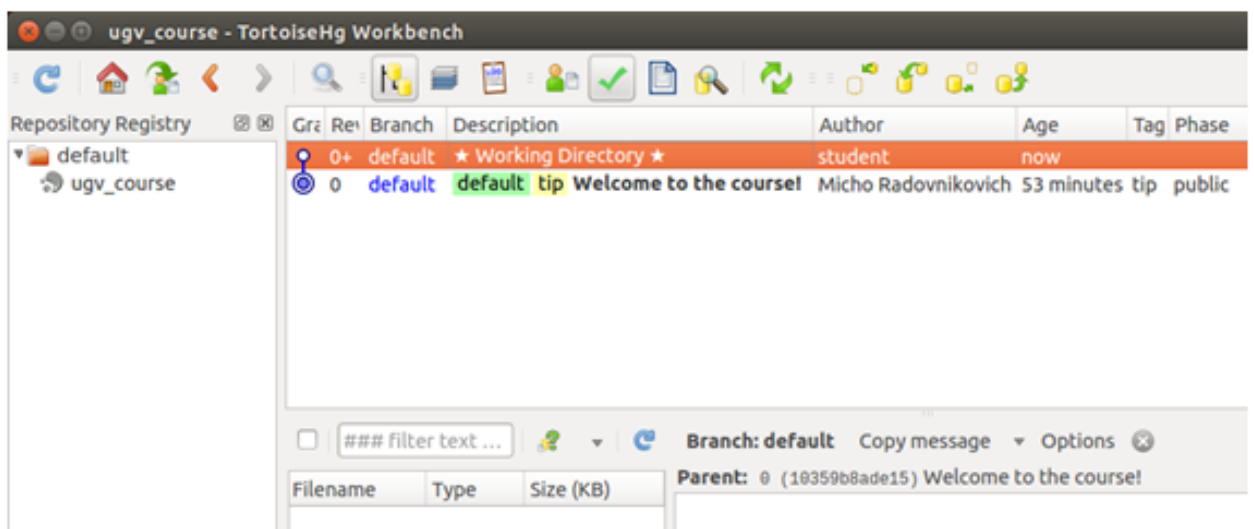 ugv_course - TortoiseHg Workbench
Repository Registry
default
ugv_course
Gra Rev Branch Description Author Age Tag Phase
0+ default ★ Working Directory ★ student now
0 default default tip Welcome to the course! Micho Radovnikovich 53 minutes tip public
### filter text ... Branch: default Copy message Options
Parent: 0 (10359b8ade15) Welcome to the course!
Filename Type Size (KB)